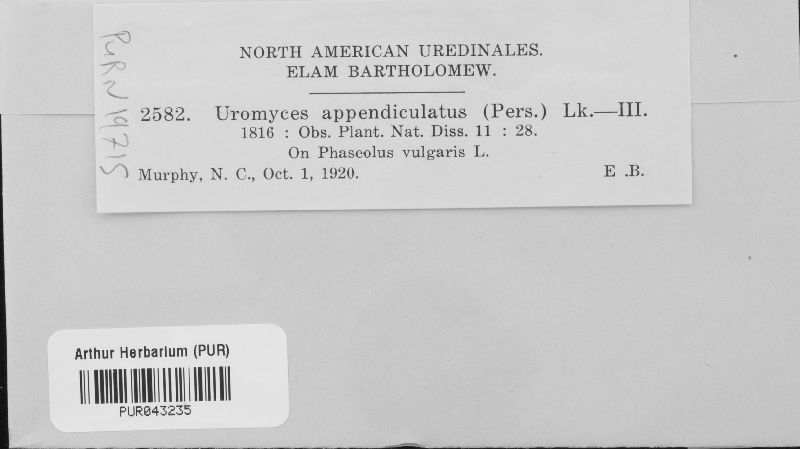 NORTH AMERICAN UREDINALES.
ELAM BARTHOLOMEW.
2582. Uromyces appendiculatus (Pers.) Lk.—III.
1816 : Obs. Plant. Nat. Diss. 11 : 28.
On Phaseolus vulgaris L.
Murphy, N. C., Oct. 1, 1920. E .B.
PUR N19715
Arthur Herbarium (PUR)
PUR043235